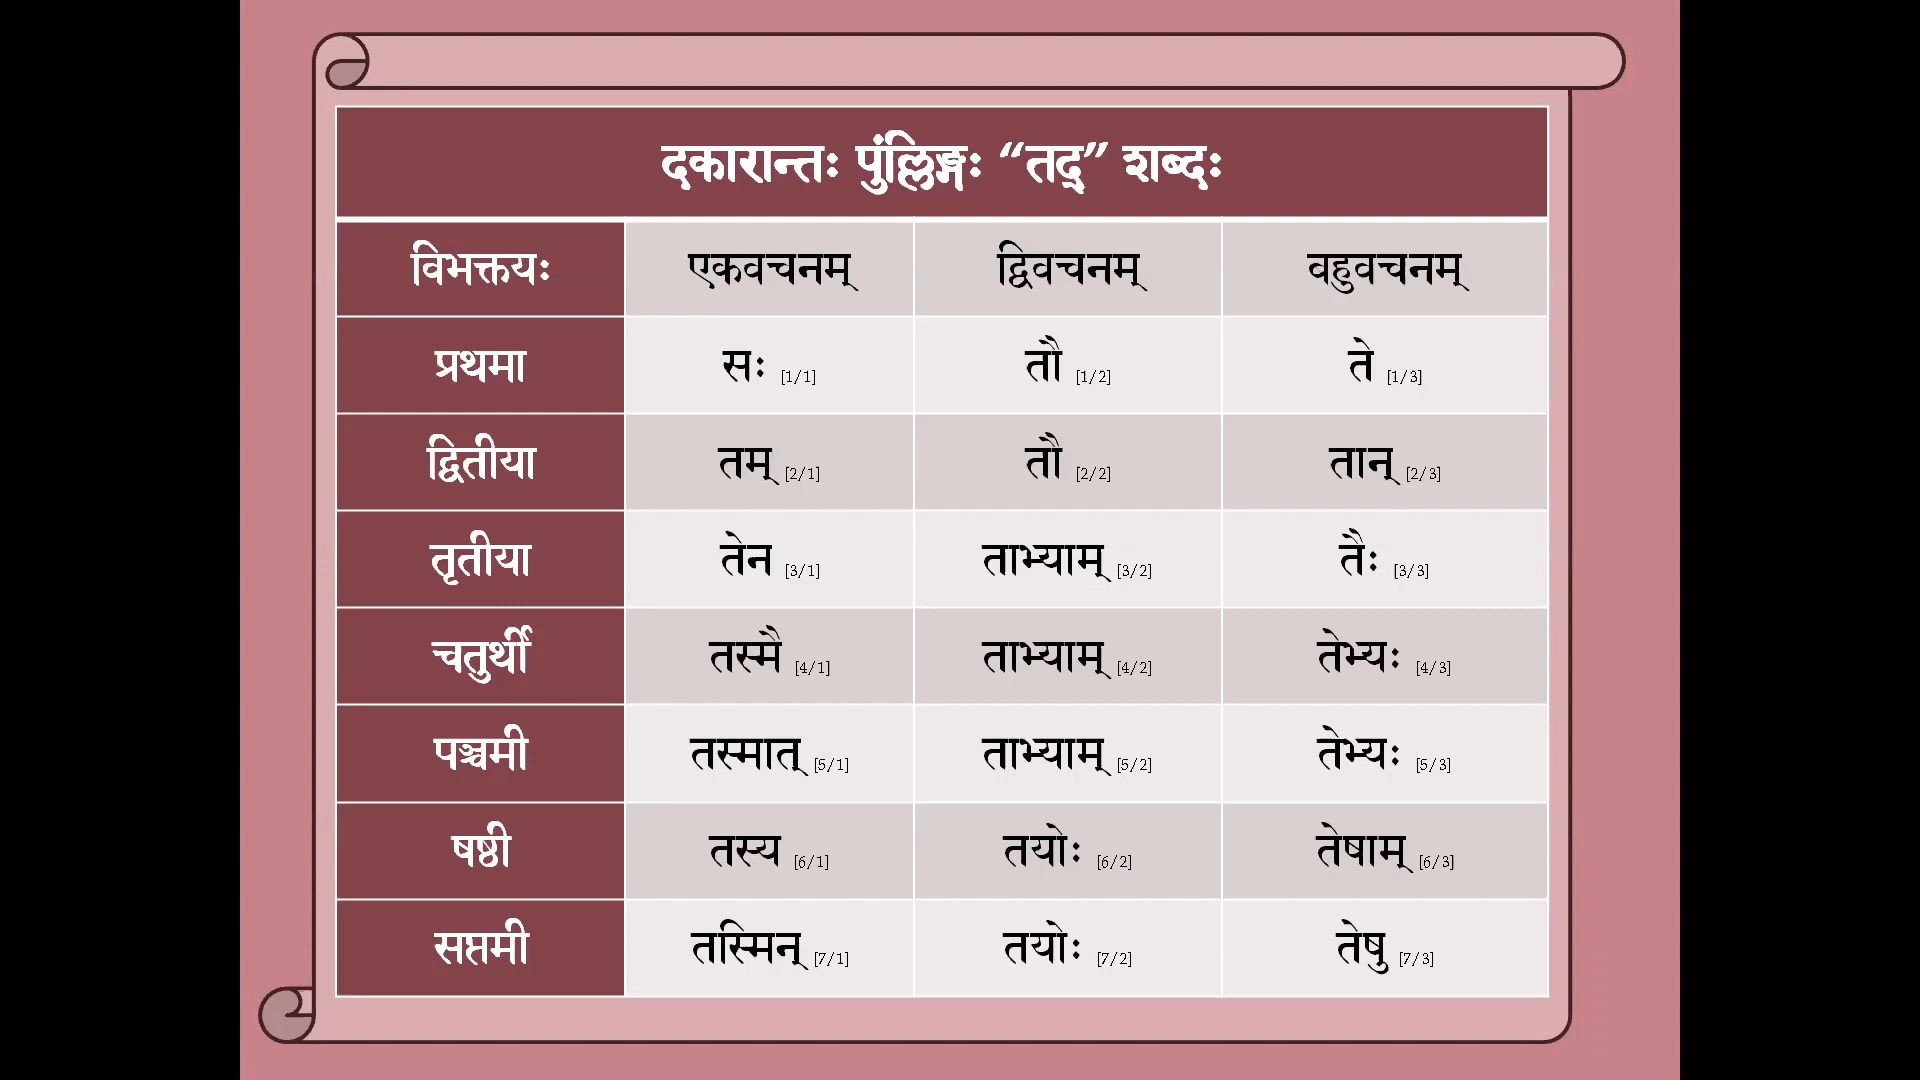 दकारान्तः पुंल्लिङ्गः “तद्” शब्दः
विभक्तयः एकवचनम् द्विवचनम् वहुवचनम्
प्रथमा सः [1/1] तौ [1/2] ते [1/3]
द्वितीया तम् [2/1] तौ [2/2] तान् [2/3]
तृतीया तेन [3/1] ताभ्याम् [3/2] तैः [3/3]
चतुर्थी तस्मै [4/1] ताभ्याम् [4/2] तेभ्यः [4/3]
पञ्चमी तस्मात् [5/1] ताभ्याम् [5/2] तेभ्यः [5/3]
षष्ठी तस्य [6/1] तयोः [6/2] तेषाम् [6/3]
सप्तमी तस्मिन् [7/1] तयोः [7/2] तेषु [7/3]